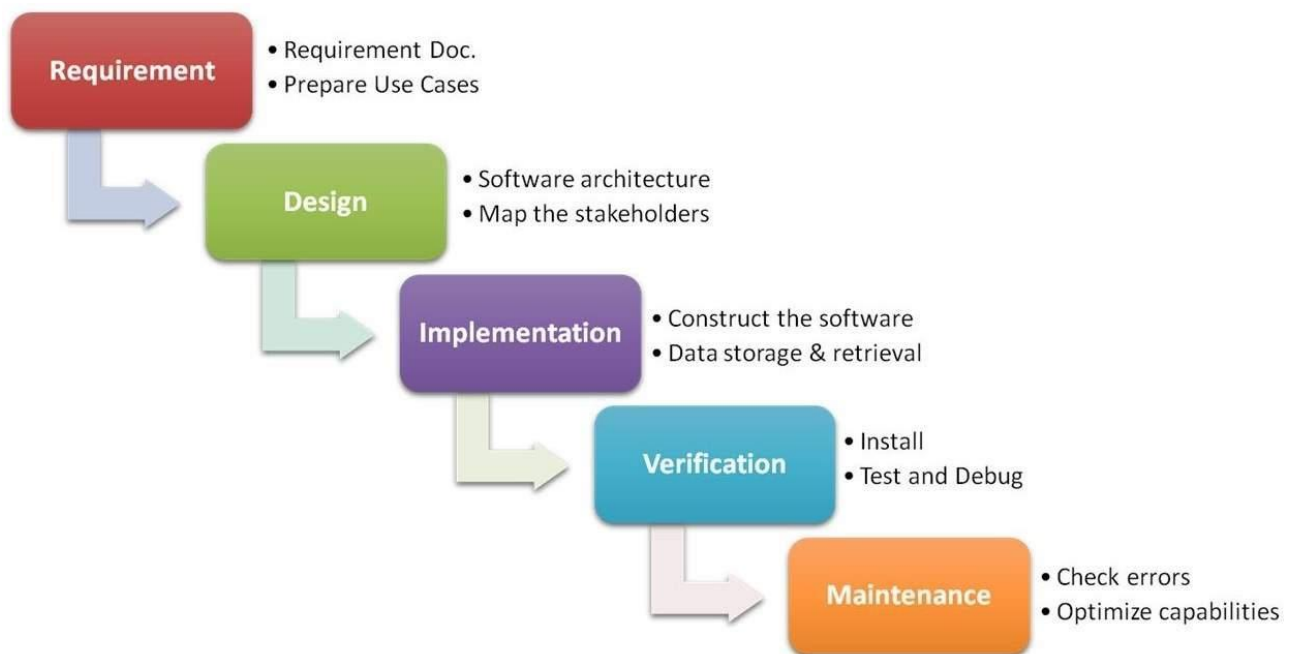 Requirement
• Requirement Doc.
• Prepare Use Cases
Design
• Software architecture
• Map the stakeholders
Implementation
• Construct the software
• Data storage & retrieval
Verification
• Install
• Test and Debug
Maintenance
• Check errors
• Optimize capabilities